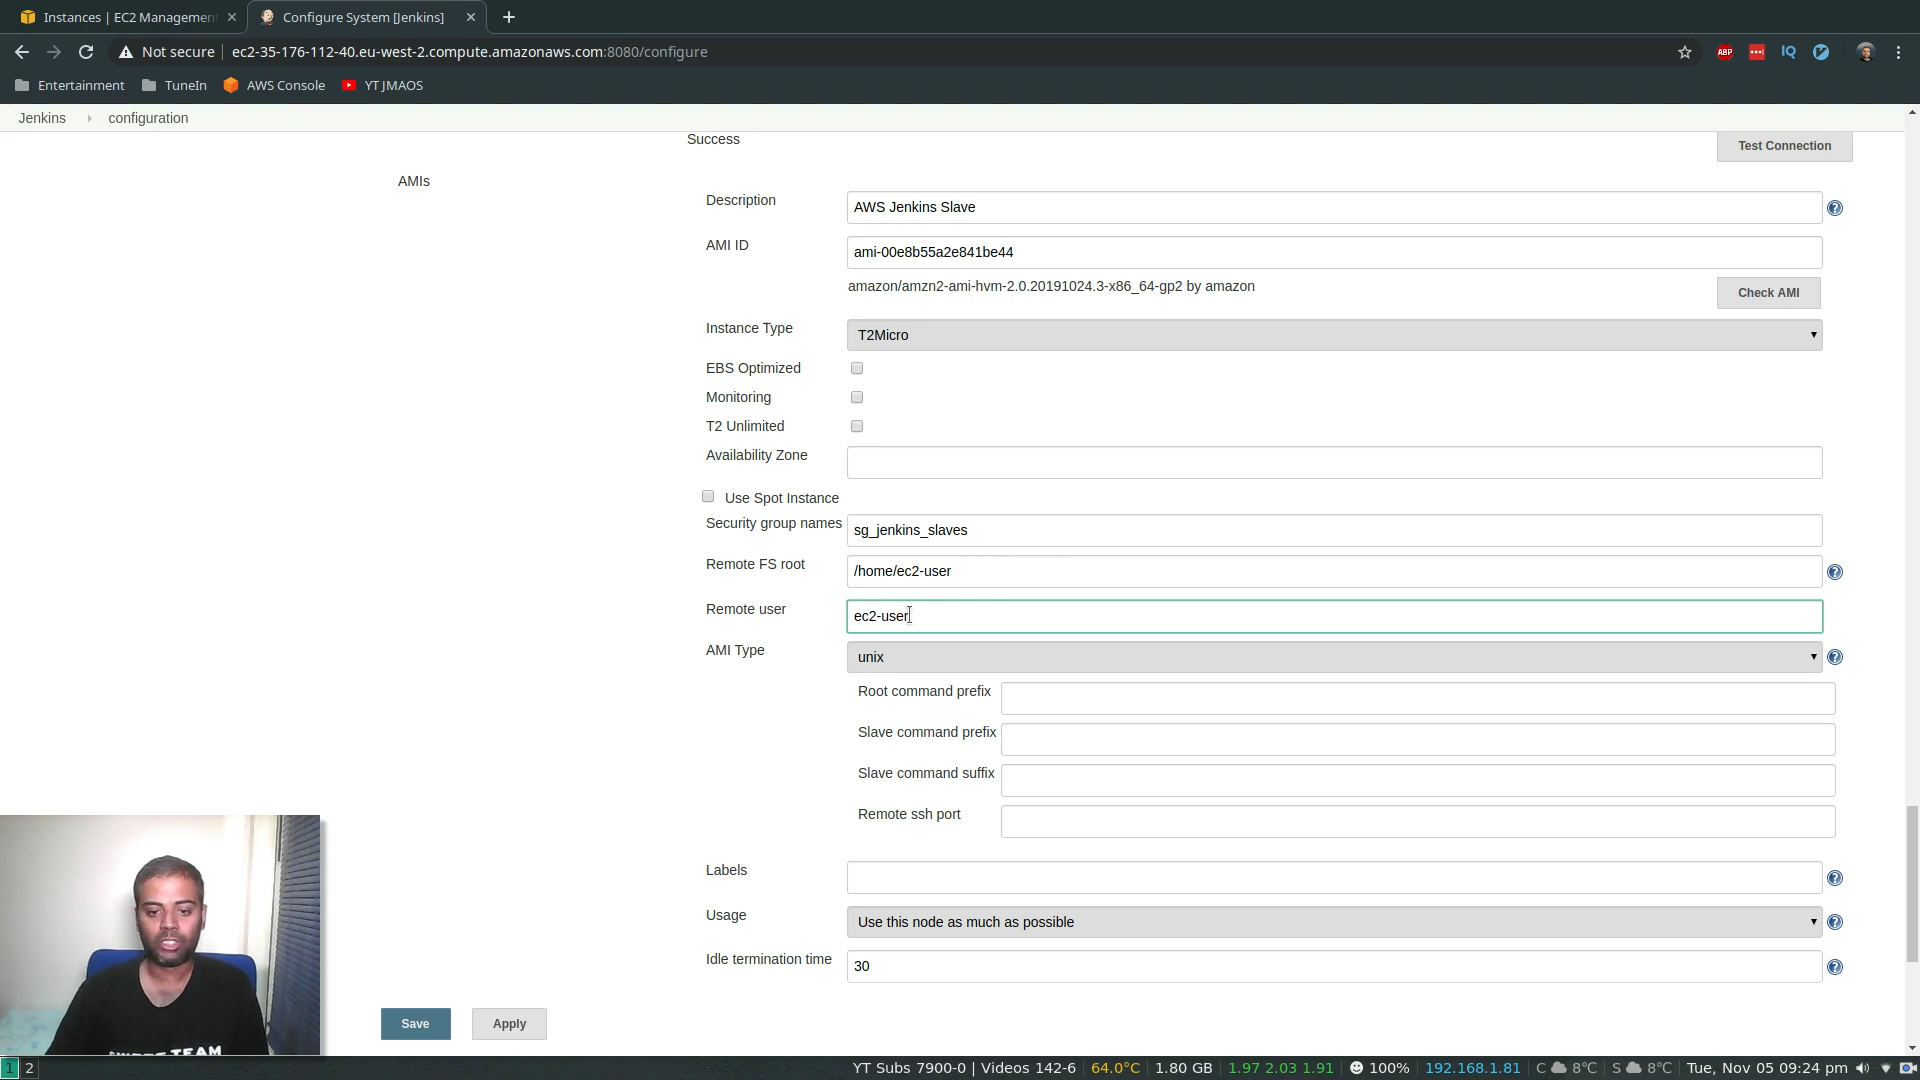 Instances | EC2 Management
Configure System [Jenkins]
Not secure
ec2-35-176-112-40.eu-west-2.compute.amazonaws.com:8080/configure
ABP
IQ
Entertainment
TuneIn
AWS Console
YT JMAOS
Jenkins
configuration
Success
Test Connection
AMIs
Description
AWS Jenkins Slave
AMI ID
ami-00e8b55a2e841be44
amazon/amzn2-ami-hvm-2.0.20191024.3-x86_64-gp2 by amazon
Check AMI
Instance Type
T2Micro
EBS Optimized
Monitoring
T2 Unlimited
Availability Zone
Use Spot Instance
Security group names
sg_jenkins_slaves
Remote FS root
/home/ec2-user
Remote user
ec2-user
AMI Type
unix
Root command prefix
Slave command prefix
Slave command suffix
Remote ssh port
Labels
Usage
Use this node as much as possible
Idle termination time
30
Save
Apply
TEAM
1 2
YT Subs 7900-0 | Videos 142-6 | 64.0°C | 1.80 GB | 1.97 2.03 1.91 | 100% | 192.168.1.81 | C 8°C | S 8°C | Tue, Nov 05 09:24 pm